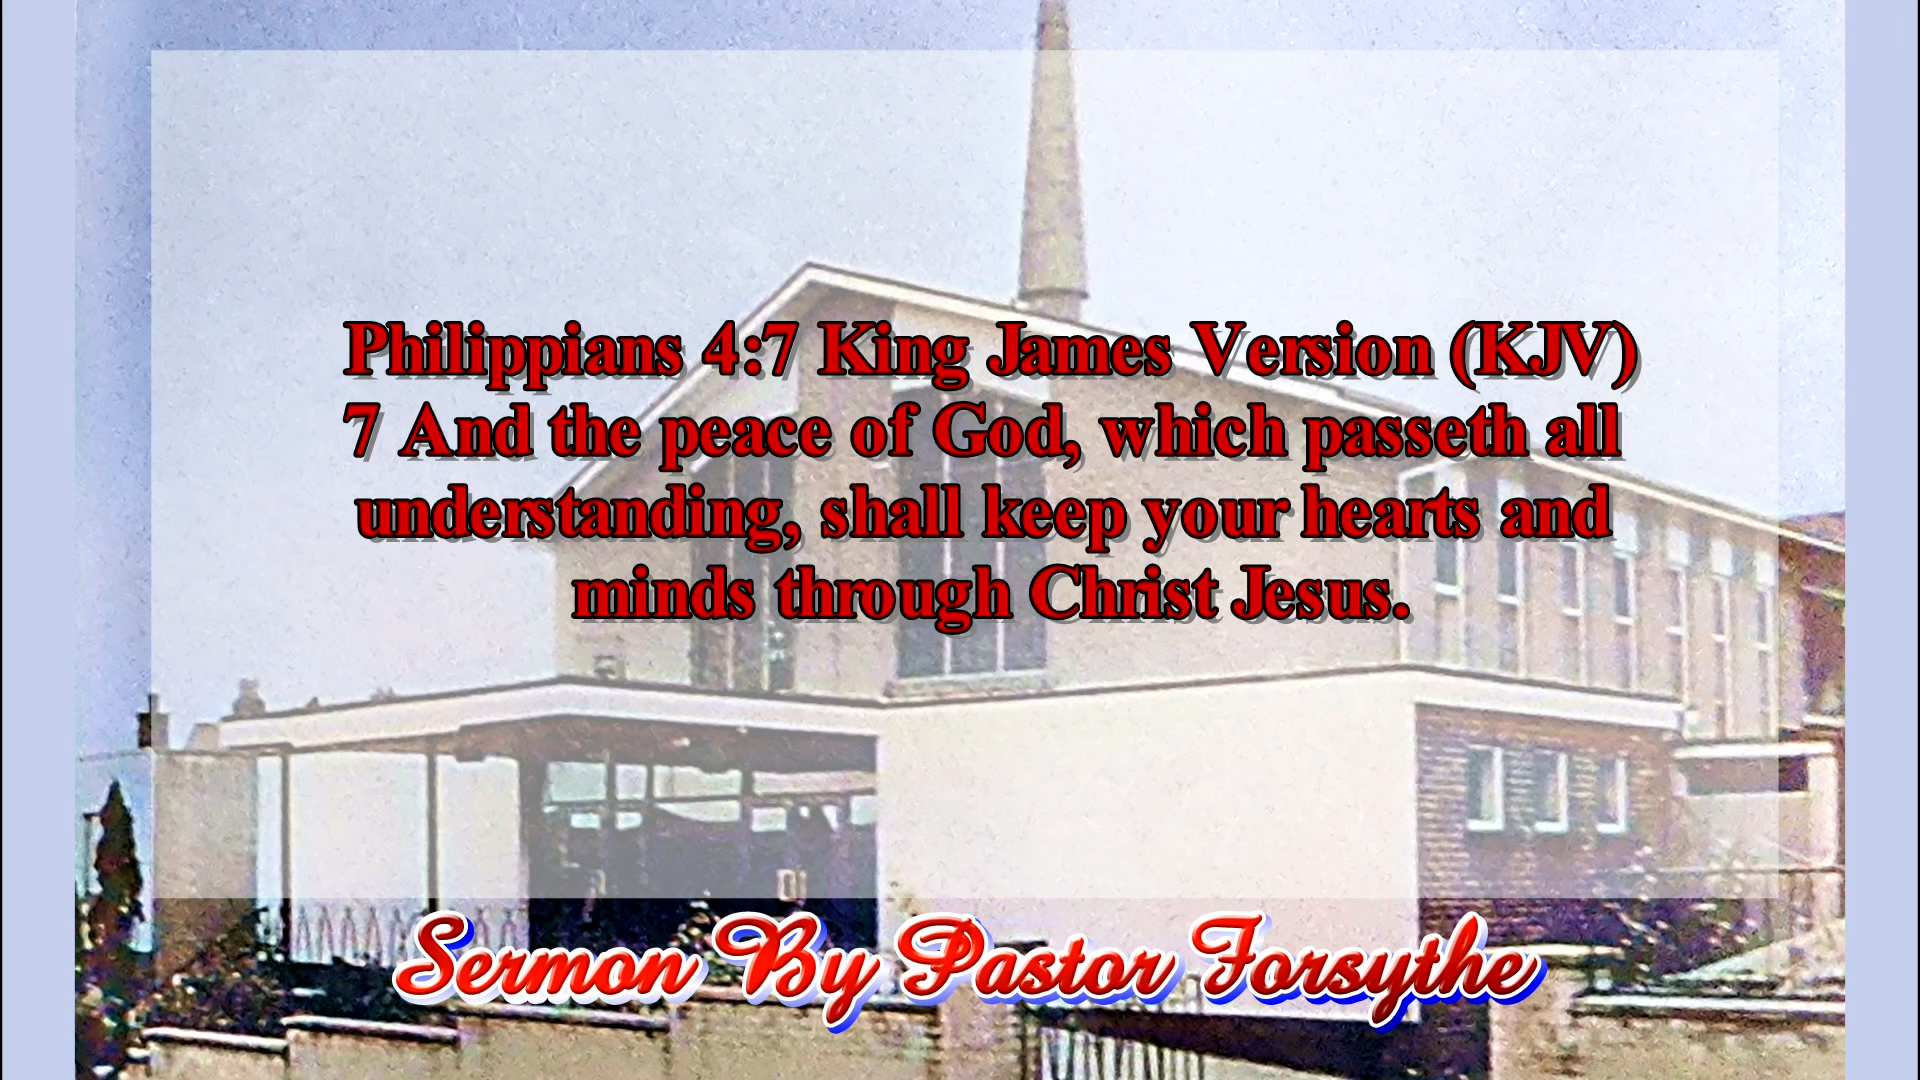 Philippians 4:7 King James Version (KJV)
7 And the peace of God, which passeth all
understanding, shall keep your hearts and
minds through Christ Jesus.
Sermon By Pastor Forsythe